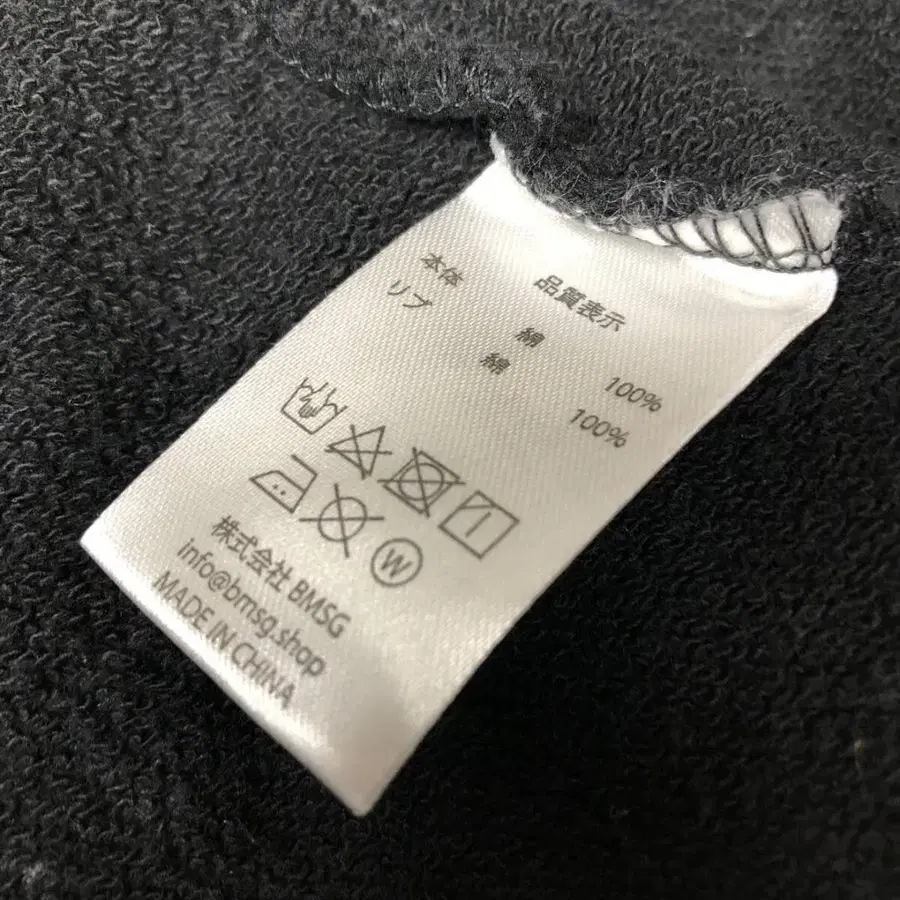 品質表示
本体 綿 100%
リブ 綿 100%
W
株式会社 BMSG
info@bmsg.shop
MADE IN CHINA